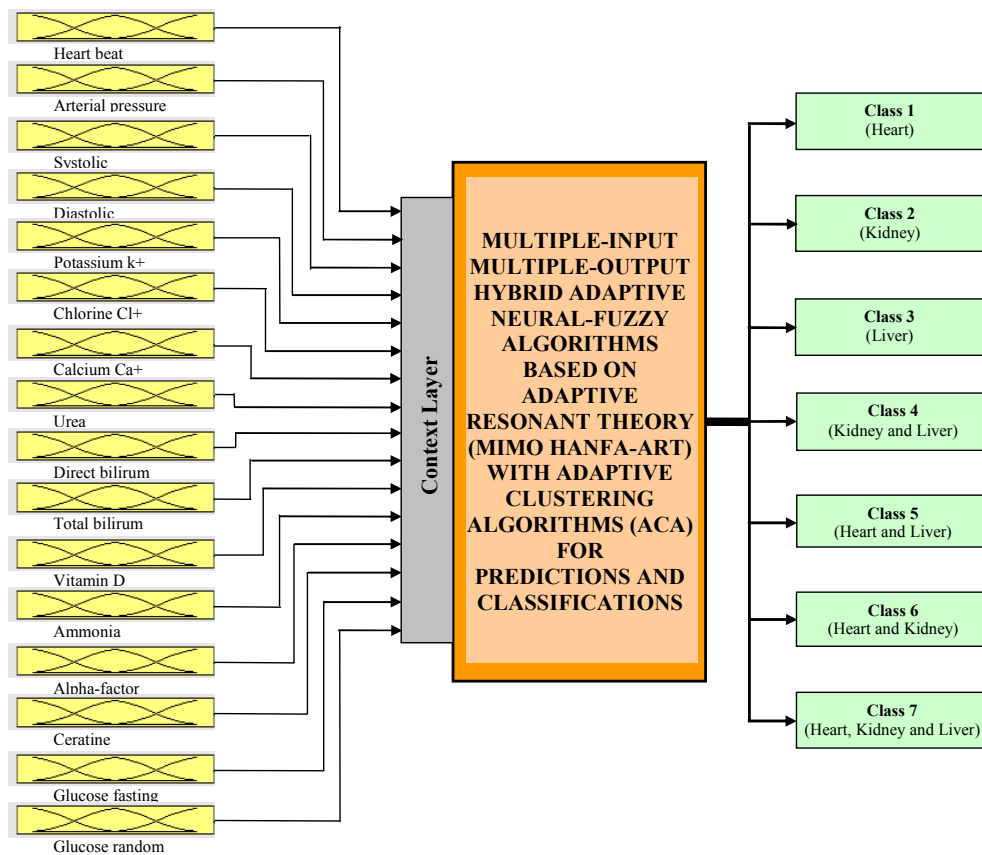 Heart beat
Arterial pressure
Systolic
Diastolic
Potassium k+
Chlorine Cl+
Calcium Ca+
Urea
Direct bilirum
Total bilirum
Vitamin D
Ammonia
Alpha-factor
Ceratine
Glucose fasting
Glucose random
Context Layer
MULTIPLE-INPUT
MULTIPLE-OUTPUT
HYBRID ADAPTIVE
NEURAL-FUZZY
ALGORITHMS
BASED ON
ADAPTIVE
RESONANT THEORY
(MIMO HANFA-ART)
WITH ADAPTIVE
CLUSTERING
ALGORITHMS (ACA)
FOR
PREDICTIONS AND
CLASSIFICATIONS
Class 1
(Heart)
Class 2
(Kidney)
Class 3
(Liver)
Class 4
(Kidney and Liver)
Class 5
(Heart and Liver)
Class 6
(Heart and Kidney)
Class 7
(Heart, Kidney and Liver)